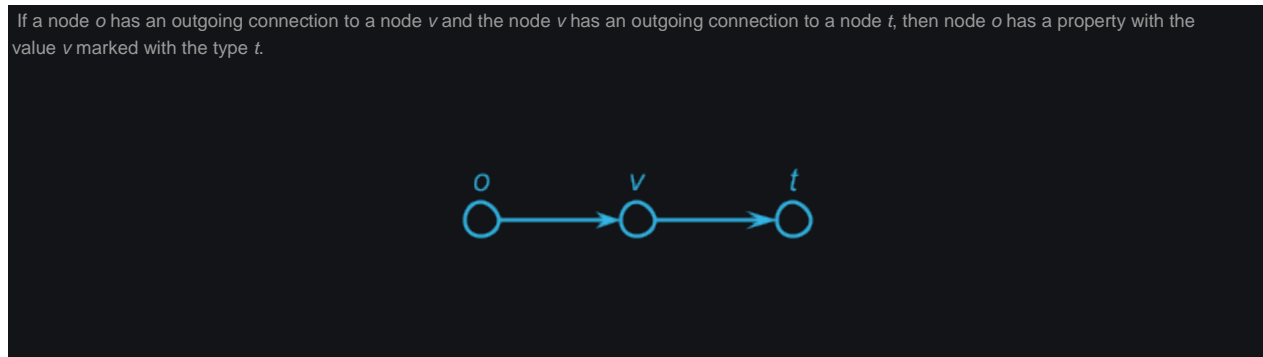 If a node o has an outgoing connection to a node v and the node v has an outgoing connection to a node t, then node o has a property with the
value v marked with the type t.
o v t